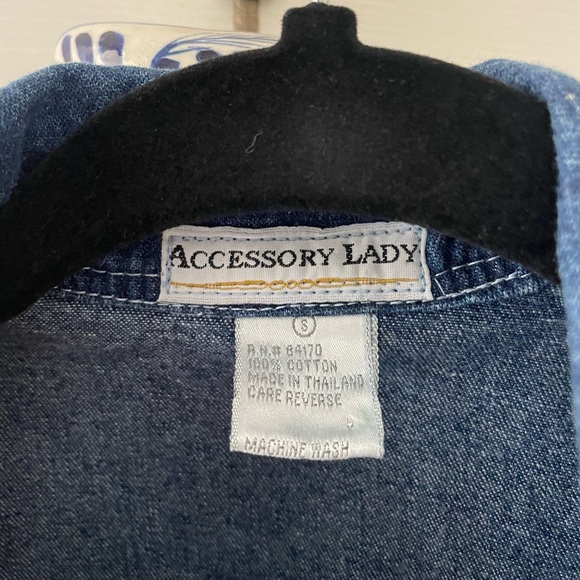 ACCESSORY LADY
S
R.N.# 84170
100% COTTON
MADE IN THAILAND
CARE REVERSE
MACHINE WASH